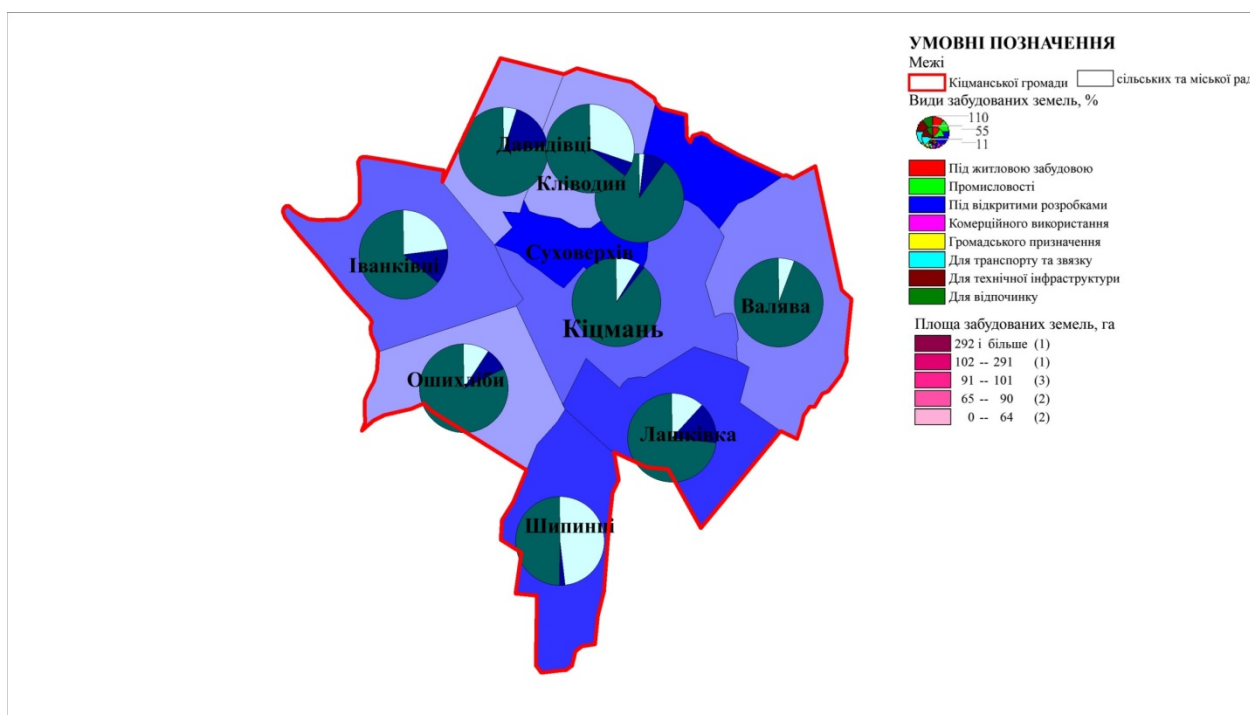 УМОВНІ ПОЗНАЧЕННЯ
Межі
Кіцманської громади
сільських та міської рад
Види забудованих земель, %
110
55
11
Під житловою забудовою
Промисловості
Під відкритими розробками
Комерційного використання
Громадського призначення
Для транспорту та звязку
Для технічної інфраструктури
Для відпочинку
Площа забудованих земель, га
292 і більше (1)
102 -- 291 (1)
91 -- 101 (3)
65 -- 90 (2)
0 -- 64 (2)
Давидівці
Кліводин
Суховерхів
Іванківці
Валява
Кіцмань
Ошихліби
Лашківка
Шипинці